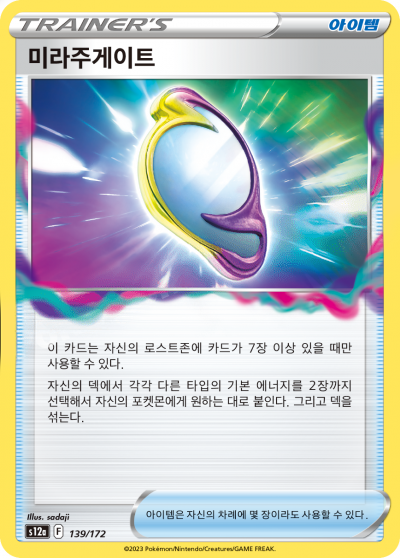 TRAINER'S 아이템
미라주게이트
이 카드는 자신의 로스트존에 카드가 7장 이상 있을 때만
사용할 수 있다.
자신의 덱에서 각각 다른 타입의 기본 에너지를 2장까지
선택해서 자신의 포켓몬에게 원하는 대로 붙인다. 그리고 덱을
섞는다.
Illus. sadaji
s12a F 139/172
아이템은 자신의 차례에 몇 장이라도 사용할 수 있다.
©2023 Pokémon/Nintendo/Creatures/GAME FREAK.